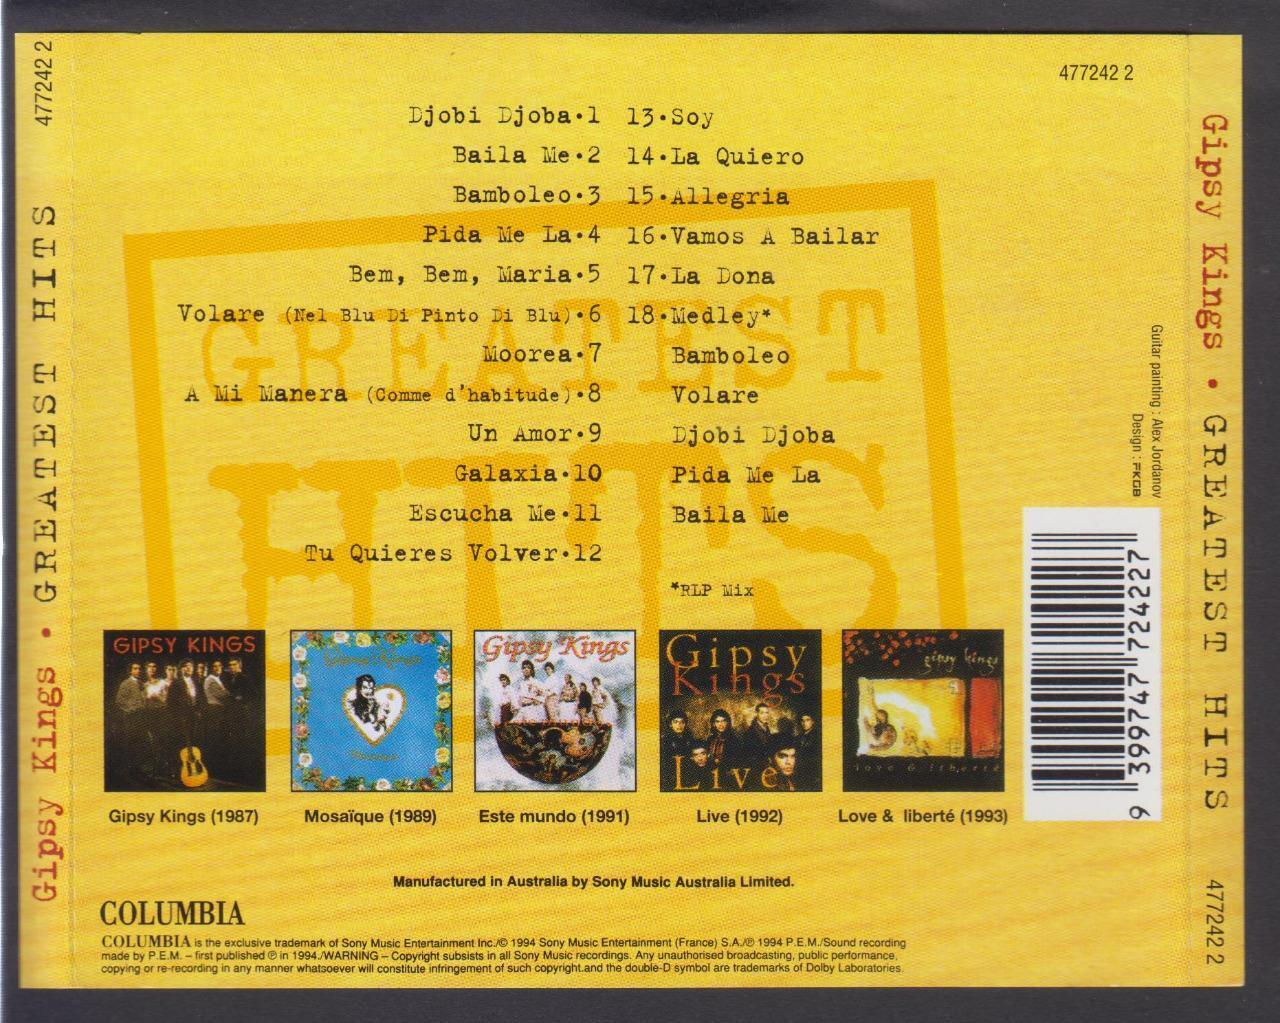 477242 2
Gipsy Kings • GREATEST HITS
477242 2
Djobi Djoba•1
Baila Me•2
Bamboleo•3
Pida Me La•4
Bem, Bem, Maria•5
Volare (Nel Blu Di Pinto Di Blu)•6
Moorea•7
A Mi Manera (Comme d'habitude)•8
Un Amor•9
Galaxia•10
Escucha Me•11
Tu Quieres Volver•12
13•Soy
14•La Quiero
15•Allegria
16•Vamos A Bailar
17•La Dona
18•Medley*
Bamboleo
Volare
Djobi Djoba
Pida Me La
Baila Me
*RLP Mix
GREATEST
HITS
Guitar painting : Alex Jordanov
Design : FKGB
9 399747 724227
GIPSY KINGS
Gipsy Kings
Mosaïque
Gipsy Kings
Gipsy
Kings
Live
gipsy kings
love & liberté
Gipsy Kings (1987)
Mosaïque (1989)
Este mundo (1991)
Live (1992)
Love & liberté (1993)
Manufactured in Australia by Sony Music Australia Limited.
COLUMBIA
COLUMBIA is the exclusive trademark of Sony Music Entertainment Inc./© 1994 Sony Music Entertainment (France) S.A./℗ 1994 P.E.M./Sound recording
made by P.E.M. – first published ℗ in 1994./WARNING – Copyright subsists in all Sony Music recordings. Any unauthorised broadcasting, public performance,
copying or re-recording in any manner whatsoever will constitute infringement of such copyright.and the double-D symbol are trademarks of Dolby Laboratories.
Gipsy Kings • GREATEST HITS
477242 2